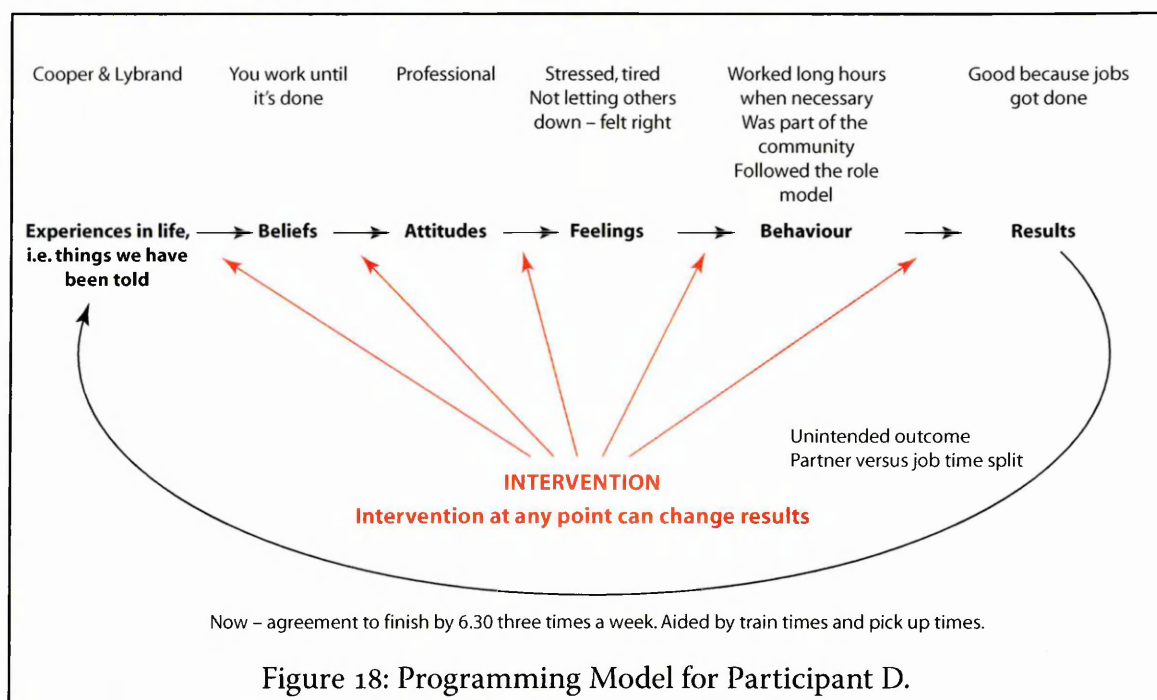 Cooper & Lybrand
You work until
it's done
Professional
Stressed, tired
Not letting others
down – felt right
Worked long hours
when necessary
Was part of the
community
Followed the role
model
Good because jobs
got done
Experiences in life,
i.e. things we have
been told
Beliefs
Attitudes
Feelings
Behaviour
Results
Unintended outcome
Partner versus job time split
INTERVENTION
Intervention at any point can change results
Now – agreement to finish by 6.30 three times a week. Aided by train times and pick up times.
Figure 18: Programming Model for Participant D.